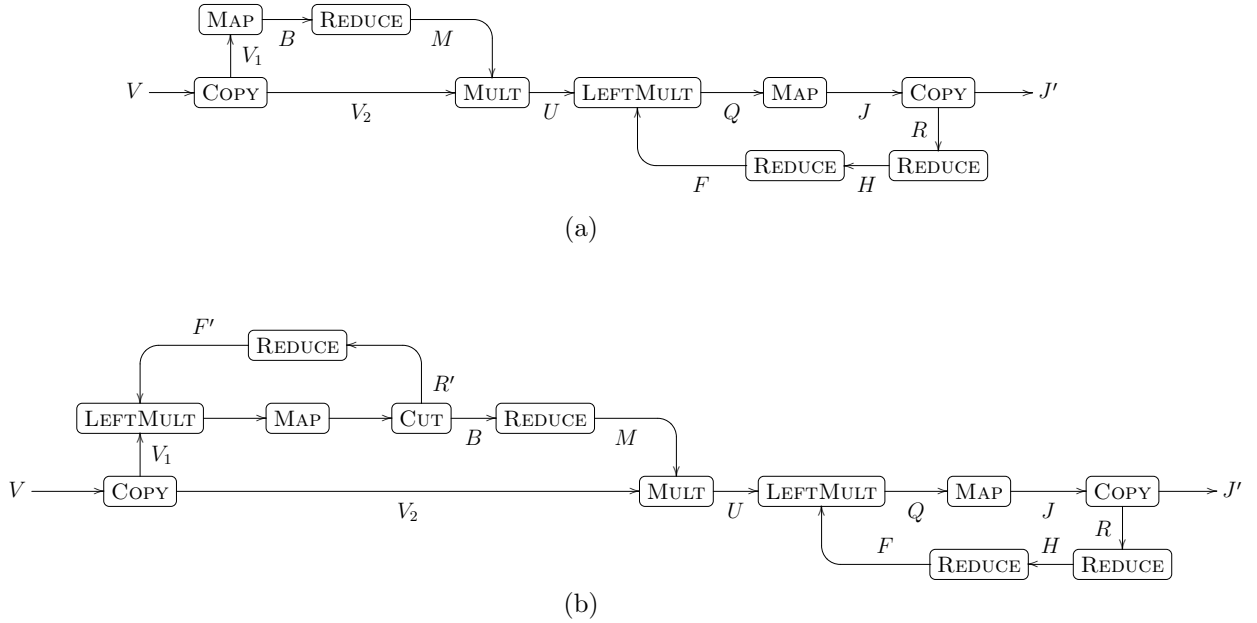 MAP B REDUCE M
V₁
V COPY V₂ MULT U LEFTMULT Q MAP J COPY J′
R
F REDUCE H REDUCE
(a)
F′ REDUCE
R′
LEFTMULT MAP CUT B REDUCE M
V₁
V COPY V₂ MULT U LEFTMULT Q MAP J COPY J′
R
F REDUCE H REDUCE
(b)